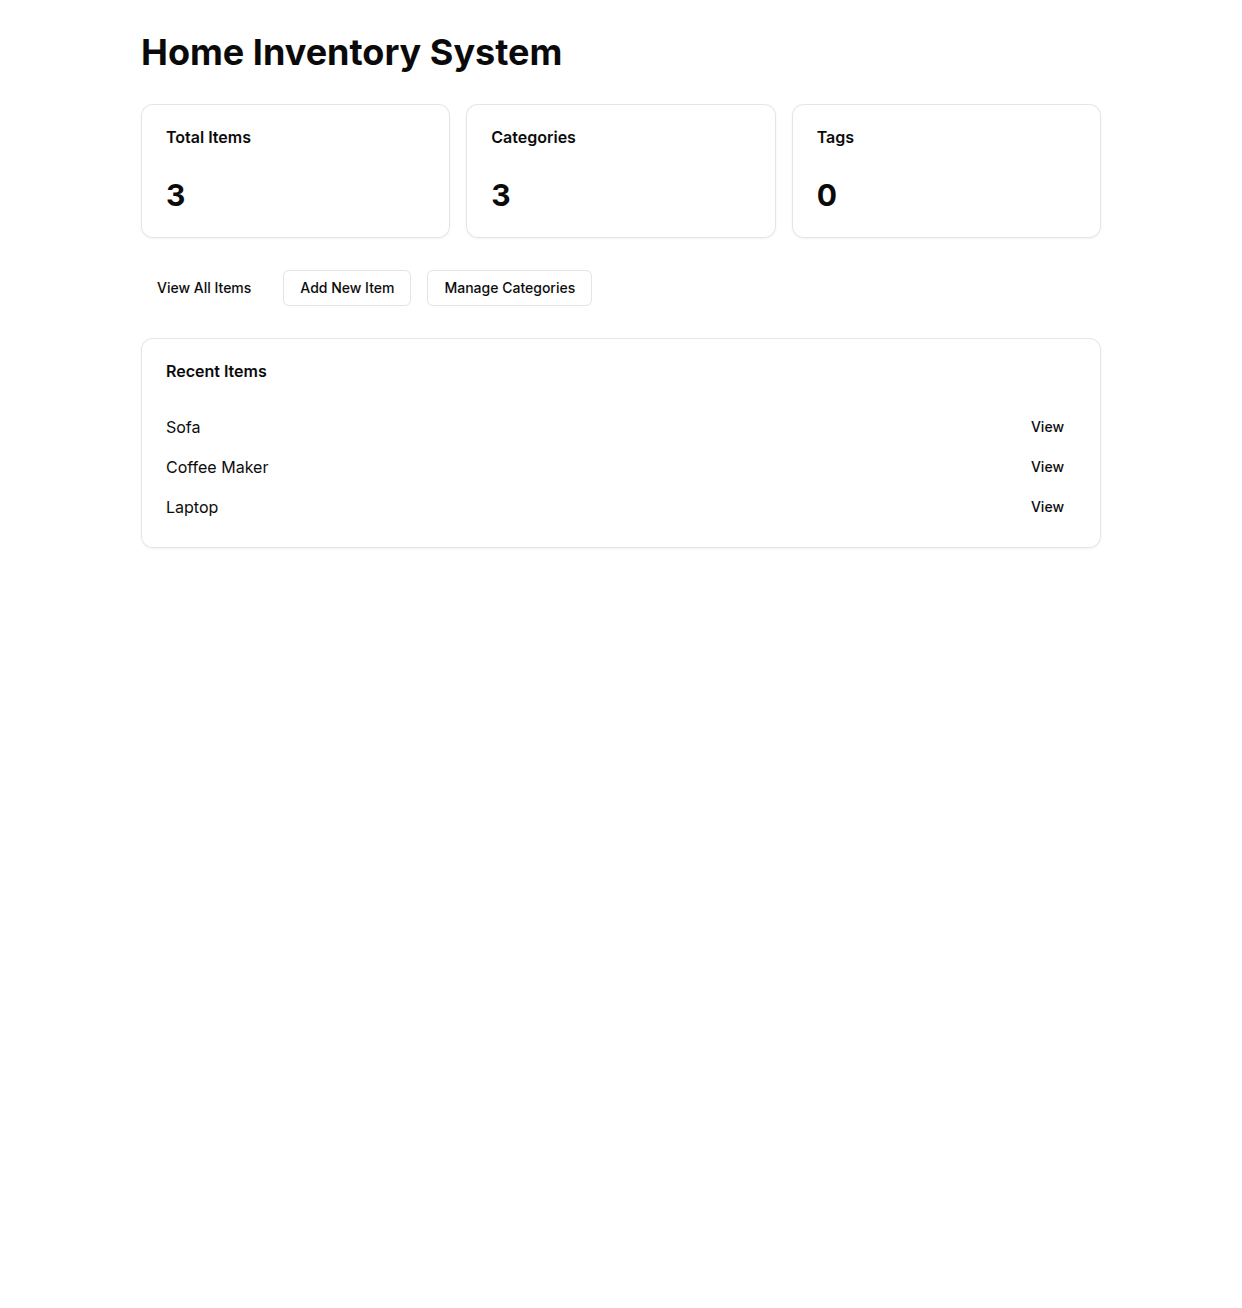 Home Inventory System
Total Items
3
Categories
3
Tags
0
View All Items
Add New Item
Manage Categories
Recent Items
Sofa View
Coffee Maker View
Laptop View